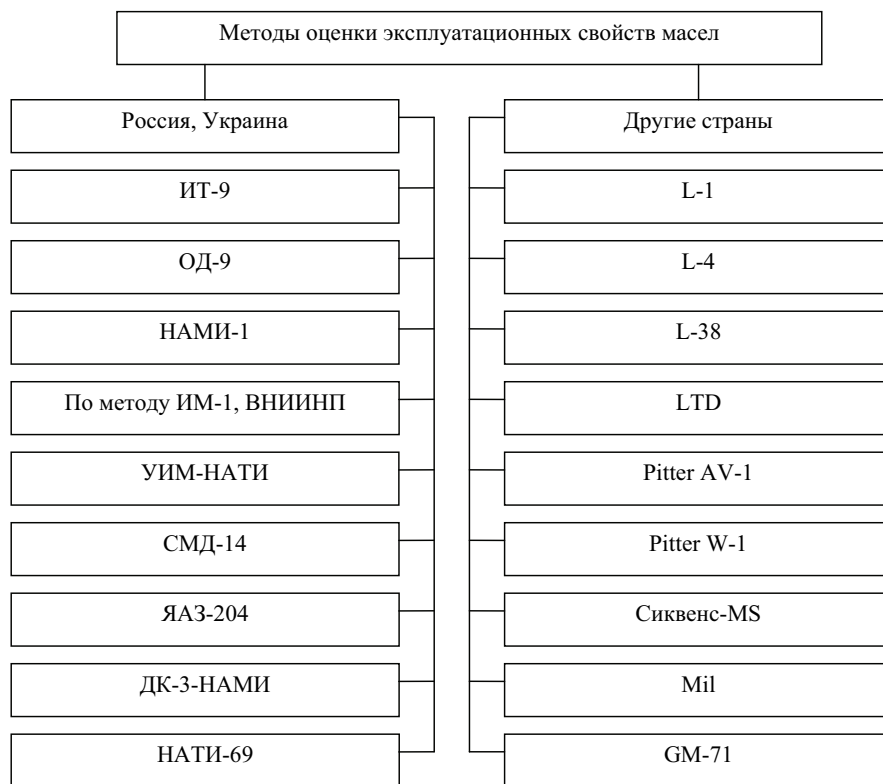 Методы оценки эксплуатационных свойств масел
Россия, Украина
ИТ-9
ОД-9
НАМИ-1
По методу ИМ-1, ВНИИНП
УИМ-НАТИ
СМД-14
ЯАЗ-204
ДК-3-НАМИ
НАТИ-69
Другие страны
L-1
L-4
L-38
LTD
Pitter AV-1
Pitter W-1
Сиквенс-MS
Mil
GM-71